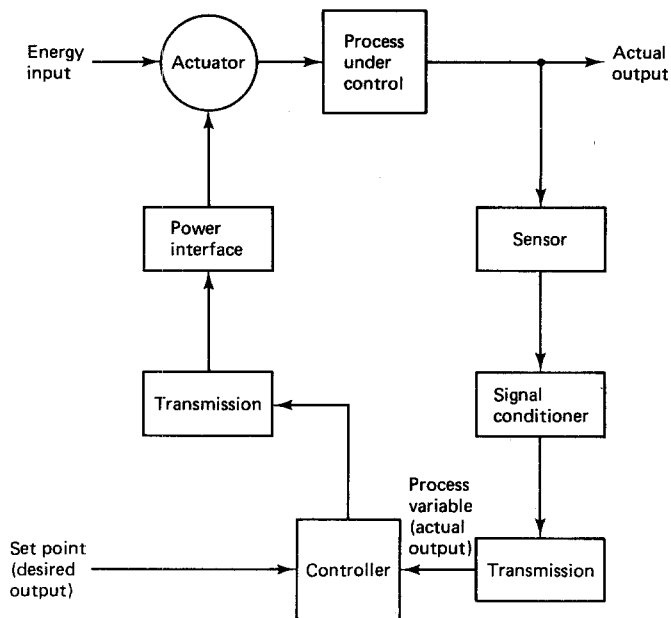 Energy
input
Actuator
Process
under
control
Actual
output
Power
interface
Sensor
Transmission
Signal
conditioner
Process
variable
(actual
output)
Set point
(desired
output)
Controller
Transmission